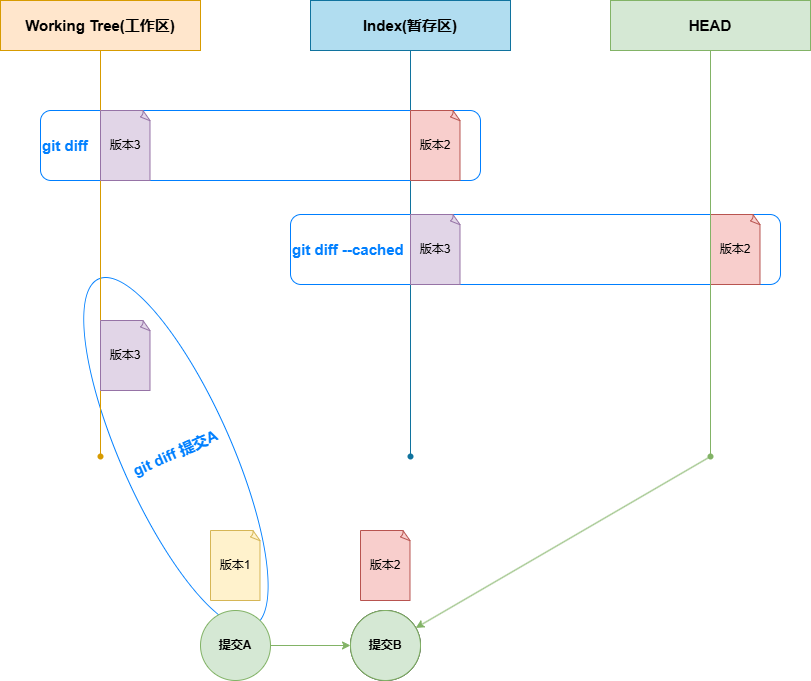 Working Tree(工作区)
Index(暂存区)
HEAD
git diff
版本3
版本2
git diff --cached
版本3
版本2
版本3
git diff 提交A
版本1
版本2
提交A
提交B